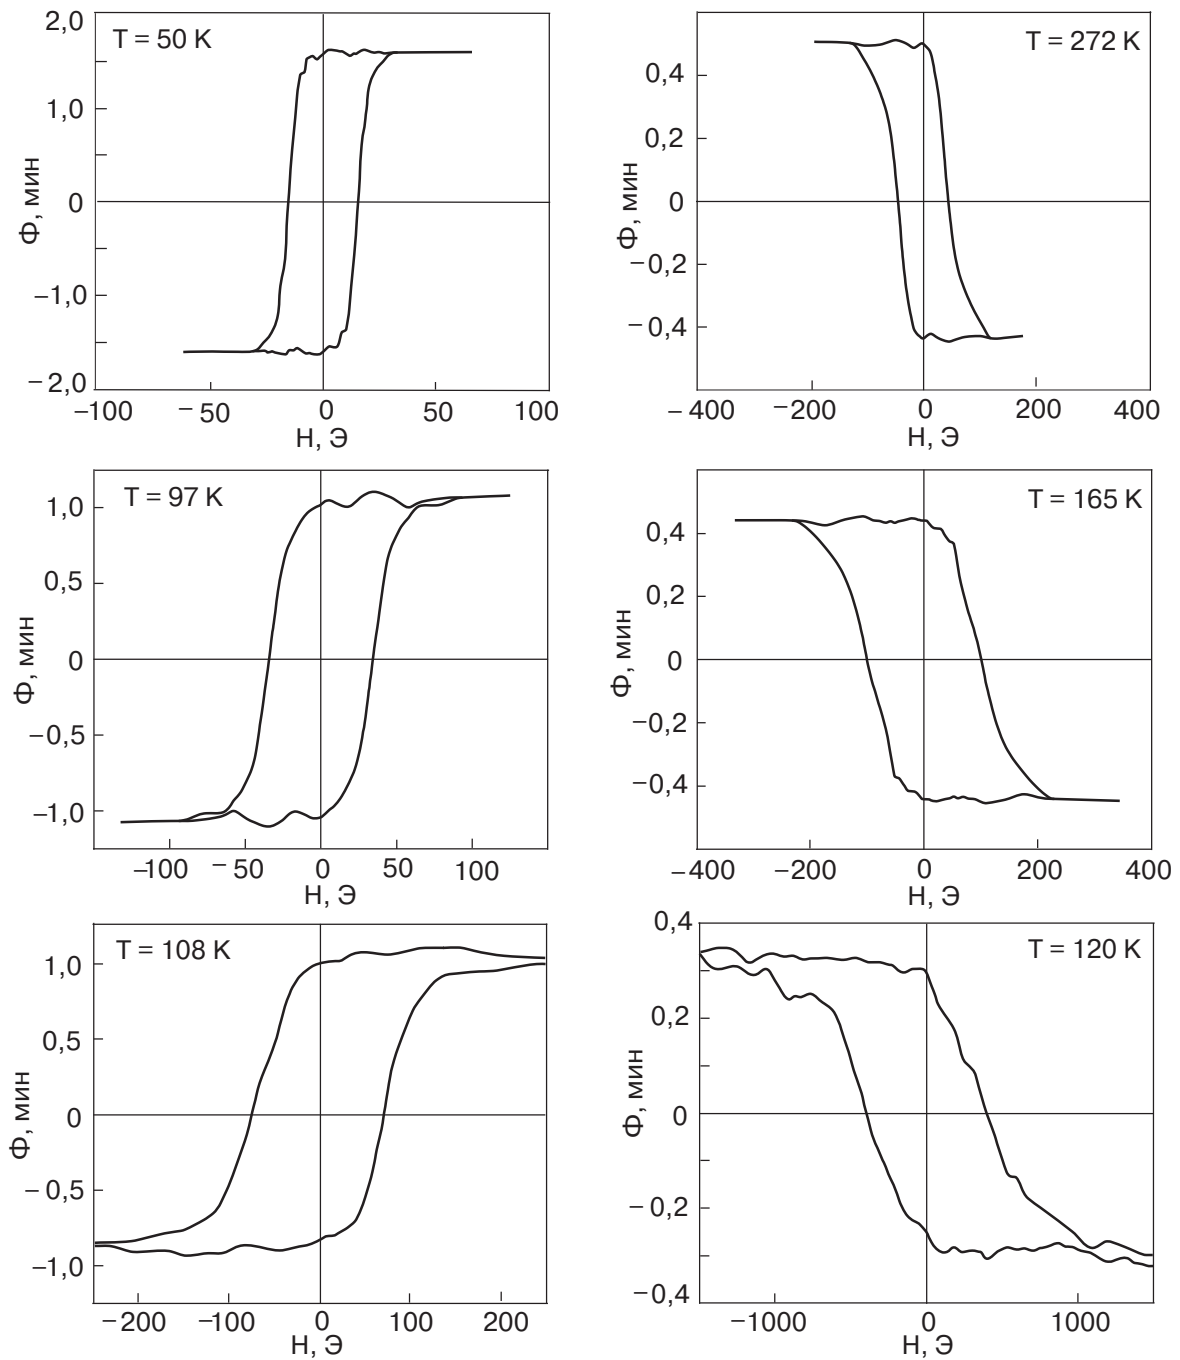 2,0
T = 50 K
1,0
0
−1,0
−2,0
Φ, мин
−100 −50 0 50 100
H, Э
T = 272 K
0,4
0,2
0
−0,2
−0,4
Φ, мин
−400 −200 0 200 400
H, Э
T = 97 K
1,0
0,5
0
−0,5
−1,0
Φ, мин
−100 −50 0 50 100
H, Э
T = 165 K
0,4
0,2
0
−0,2
−0,4
Φ, мин
−400 −200 0 200 400
H, Э
T = 108 K
1,0
0,5
0
−0,5
−1,0
Φ, мин
−200 −100 0 100 200
H, Э
0,4
T = 120 K
0,2
0
−0,2
−0,4
Φ, мин
−1000 0 1000
H, Э